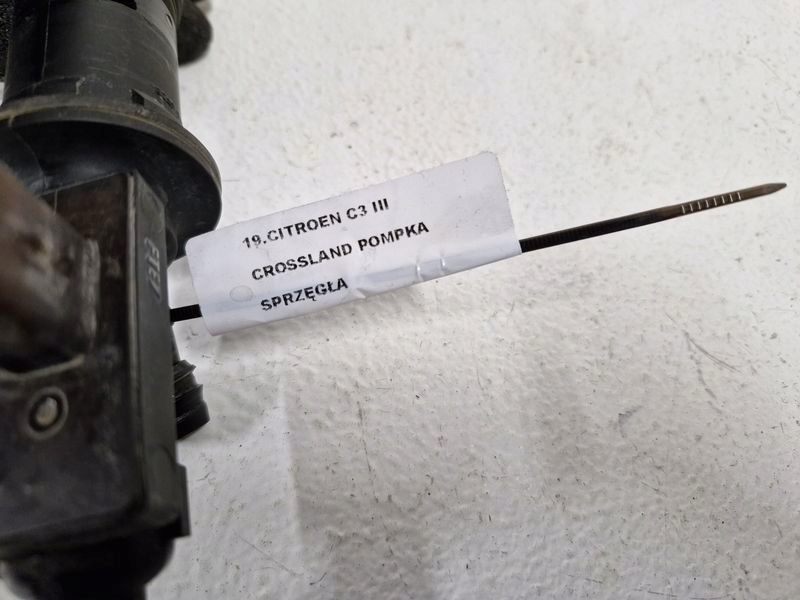 19.CITROEN C3 III
CROSSLAND POMPKA
SPRZĘGŁA